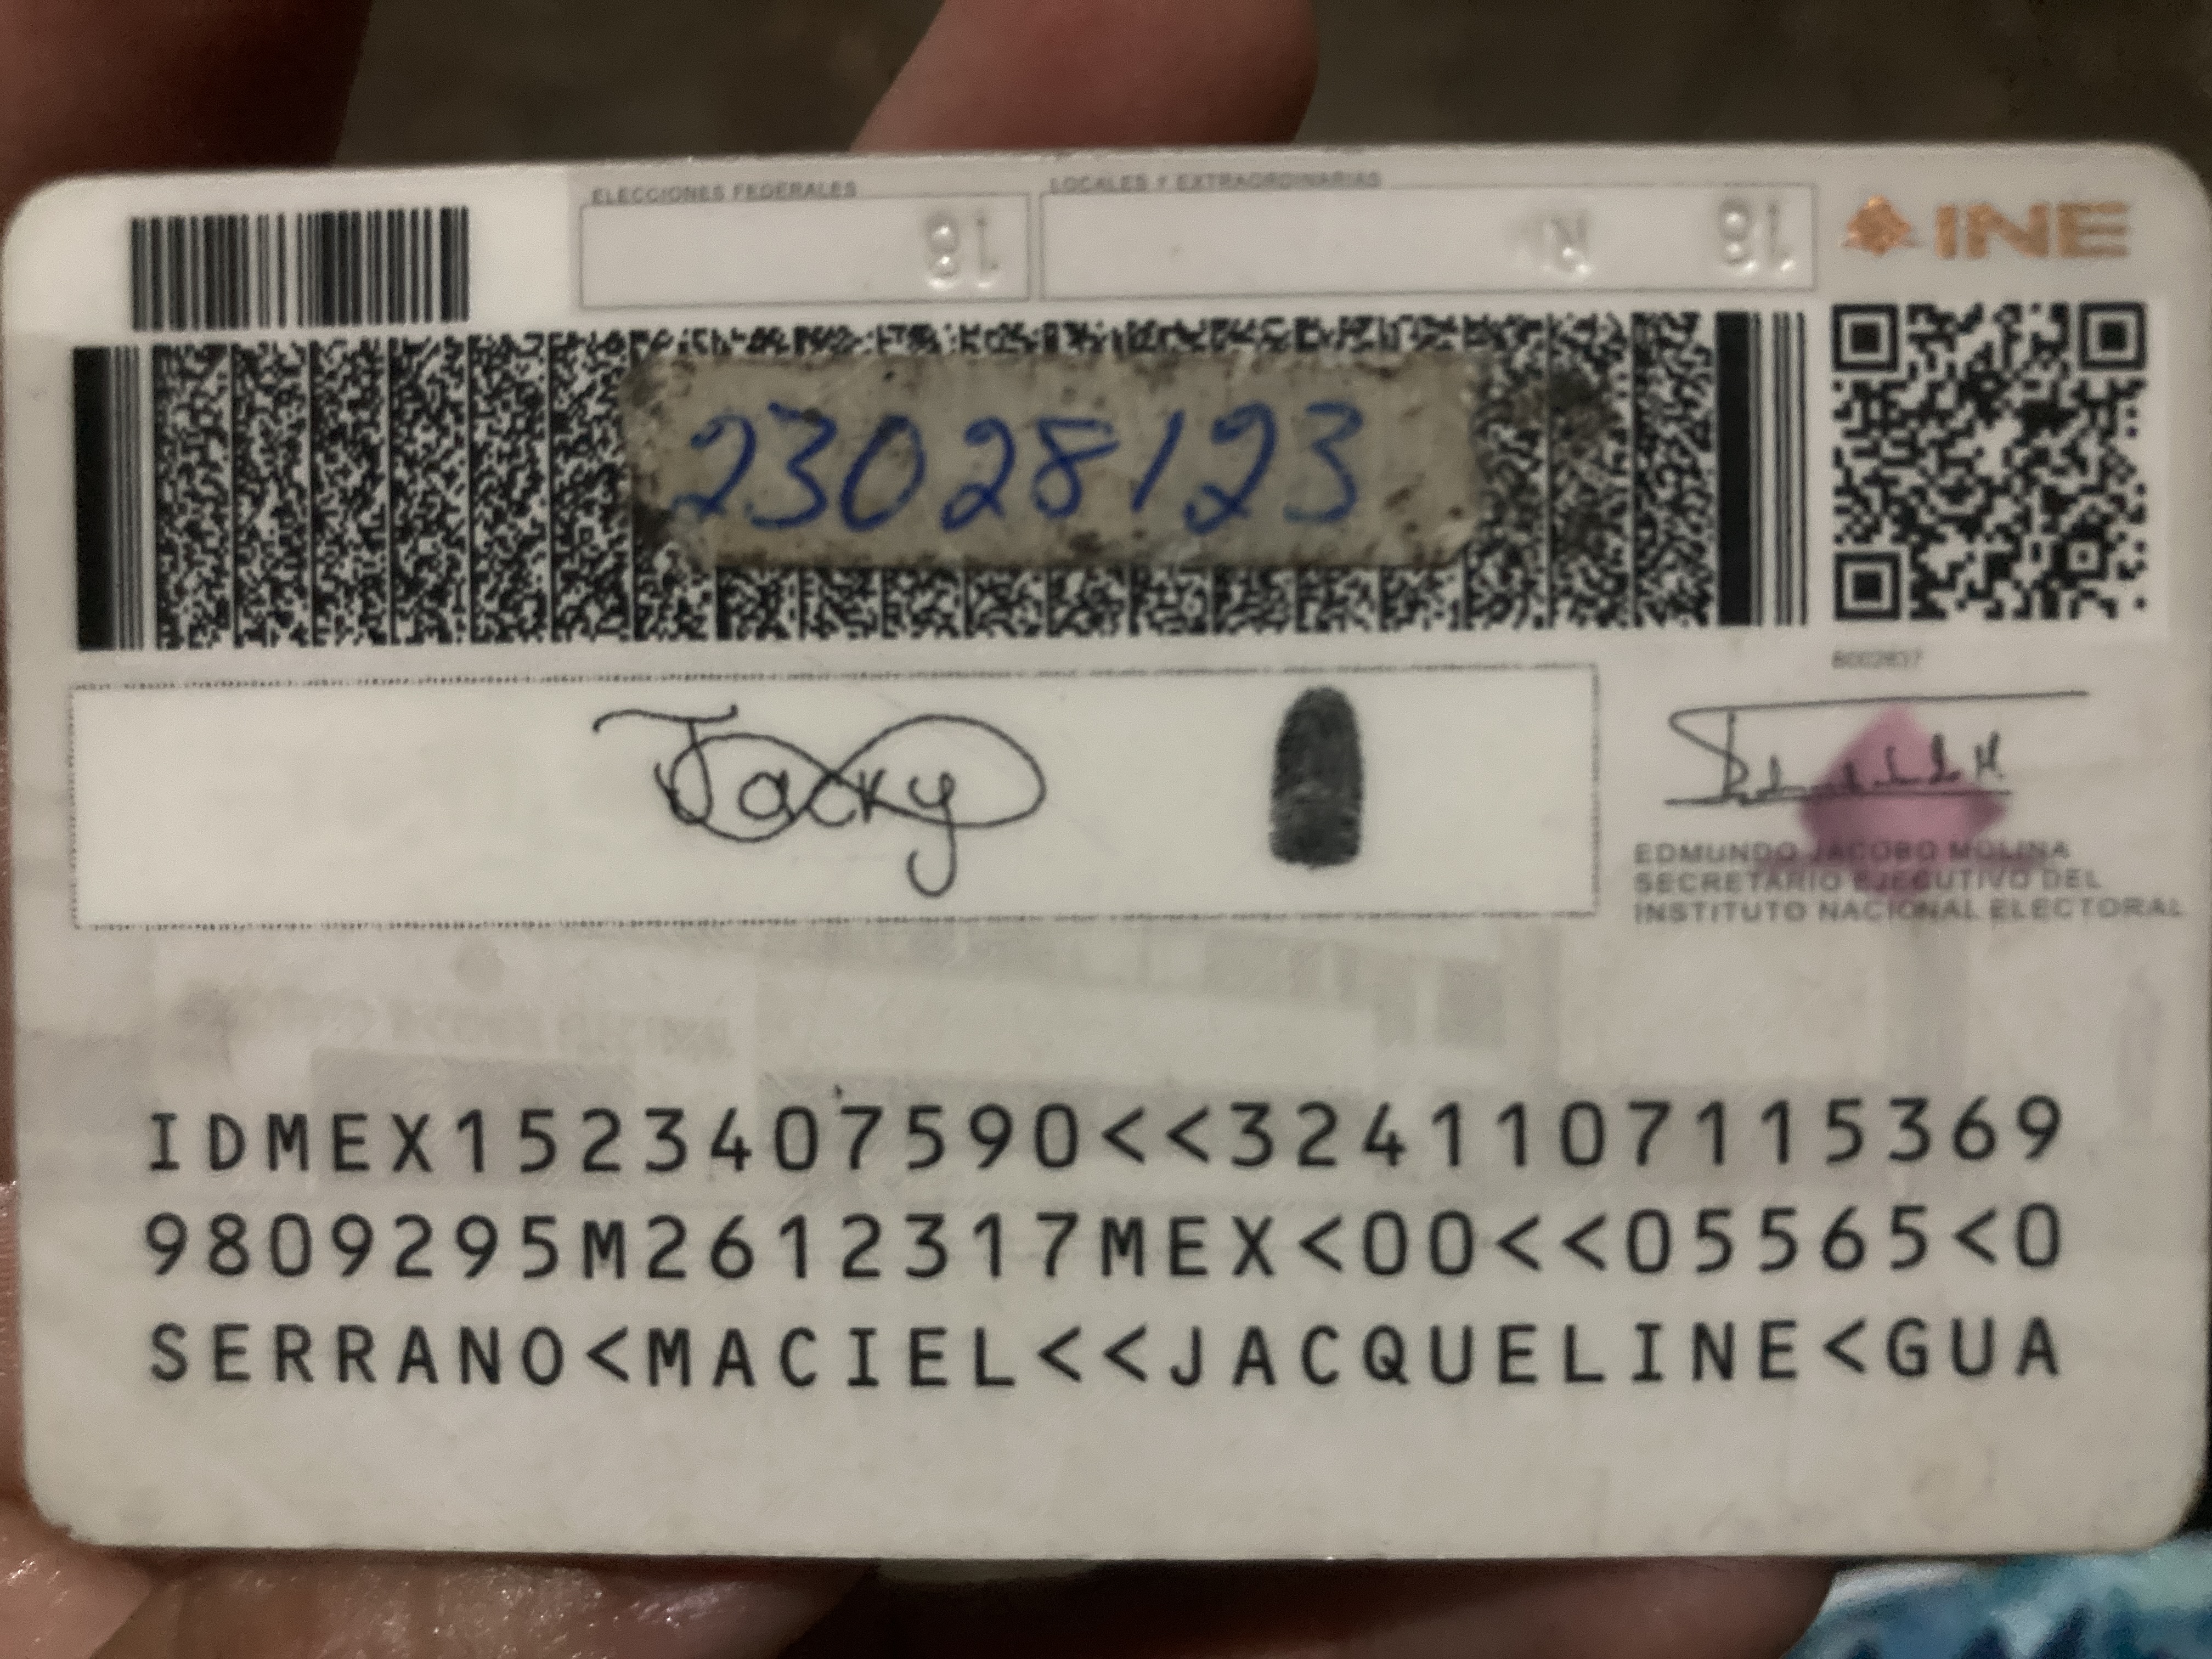 ELECCIONES FEDERALES
LOCALES Y EXTRAORDINARIAS
INE
18
18
23028123
Jacky
EDMUNDO JACOBO MOLINA
SECRETARIO EJECUTIVO DEL
INSTITUTO NACIONAL ELECTORAL
IDMEX1523407590<<3241107115369
9809295M2612317MEX<00<<05565<0
SERRANO<MACIEL<<JACQUELINE<GUA